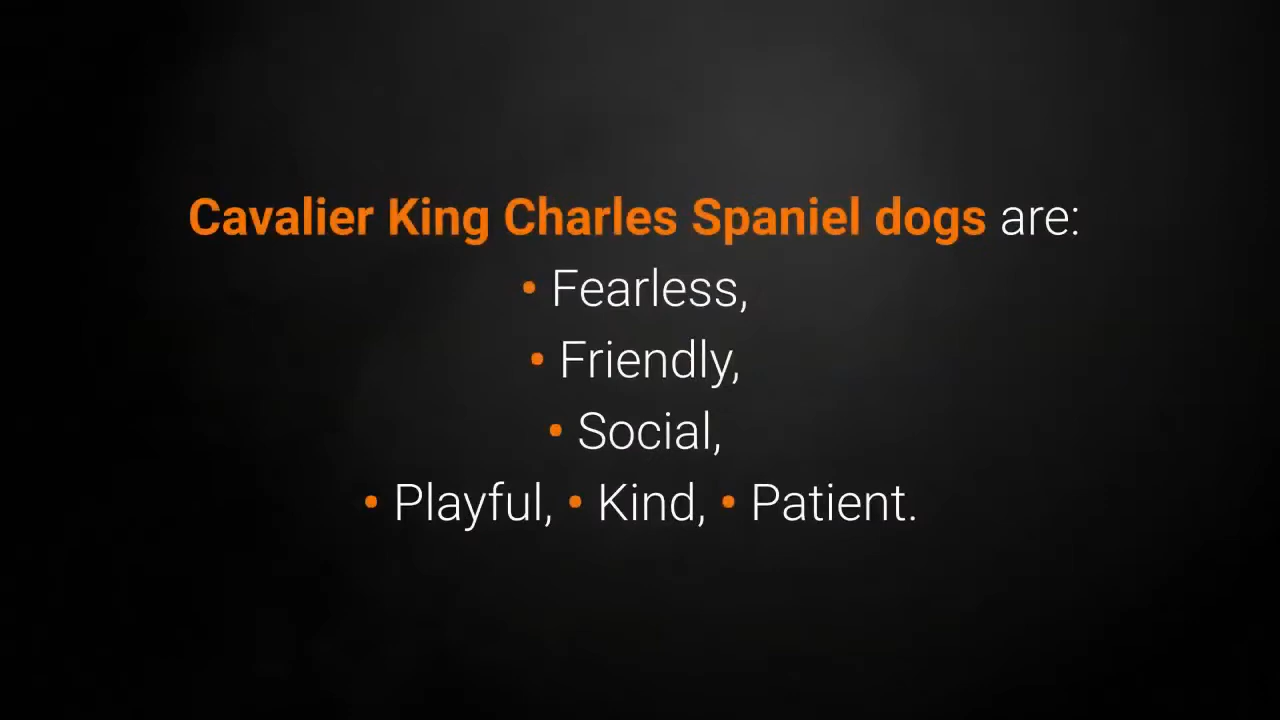 Cavalier King Charles Spaniel dogs are:
• Fearless,
• Friendly,
• Social,
• Playful, • Kind, • Patient.